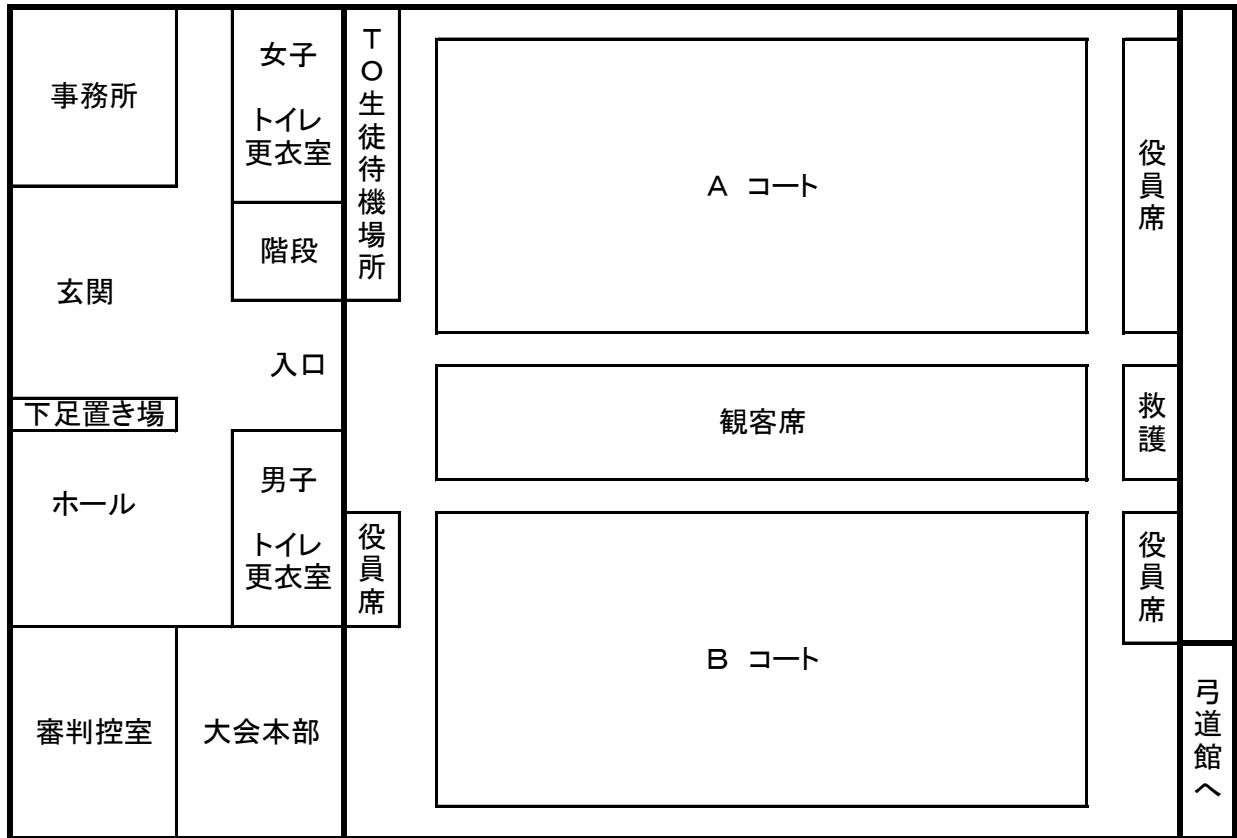 事務所
女子
トイレ
更衣室
TO生徒待機場所
A コート
役員席
階段
玄関
入口
下足置き場
観客席
救護
ホール
男子
トイレ
更衣室
役員席
役員席
B コート
審判控室
大会本部
弓道館へ